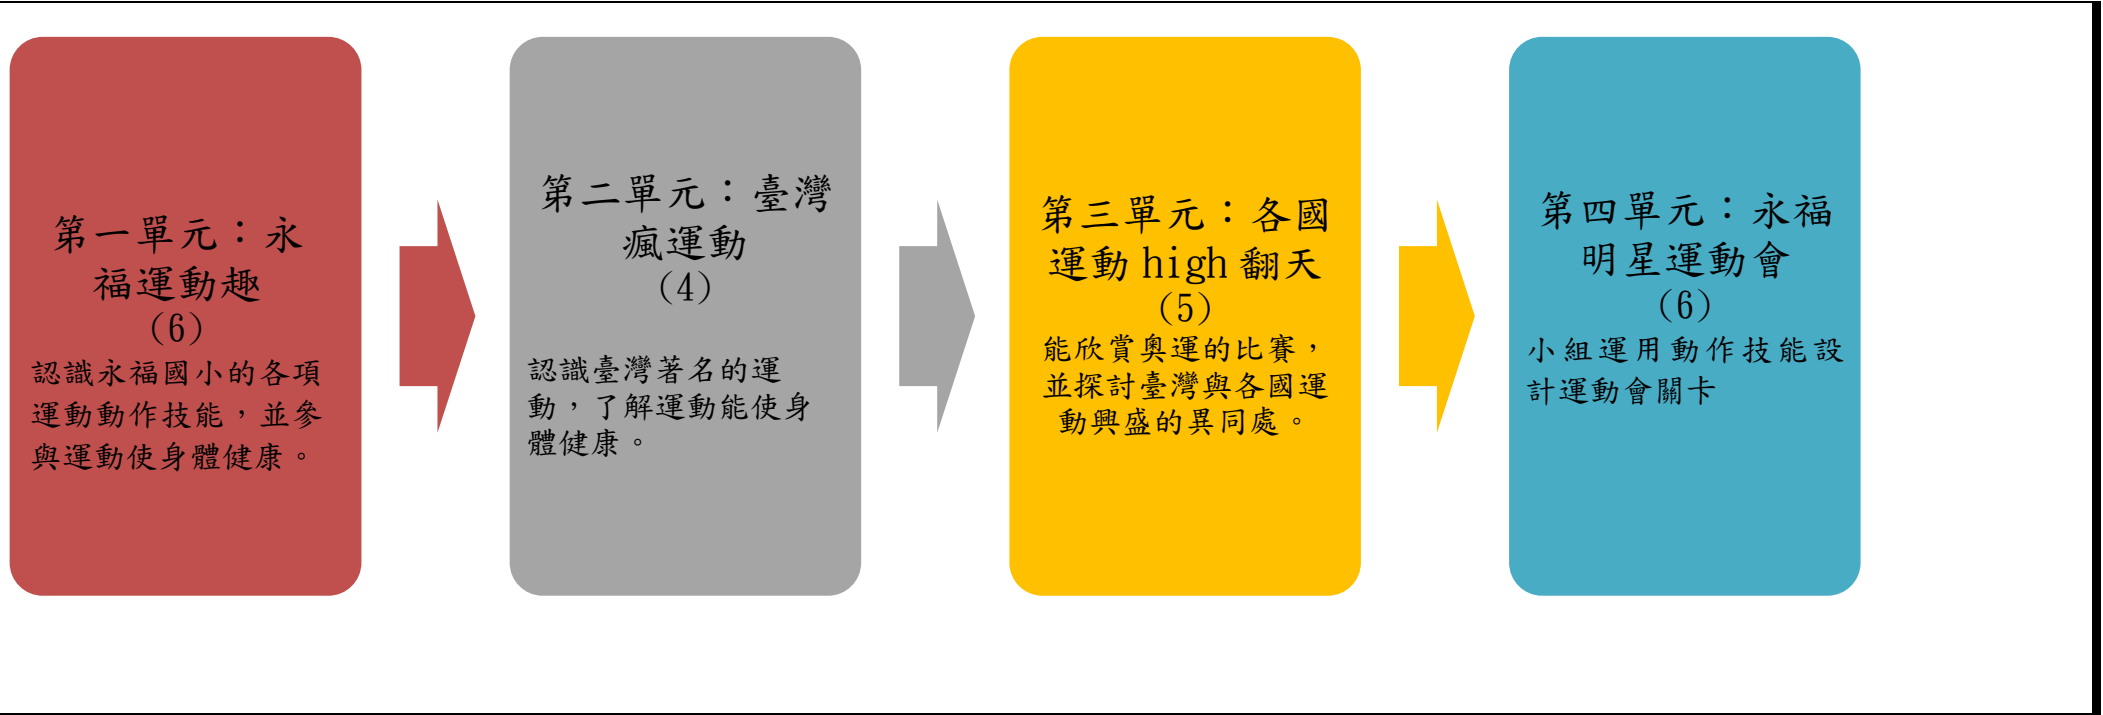 第一單元：永
福運動趣
(6)
認識永福國小的各項
運動動作技能，並參
與運動使身體健康。
第二單元：臺灣
瘋運動
(4)
認識臺灣著名的運
動，了解運動能使身
體健康。
第三單元：各國
運動 high 翻天
(5)
能欣賞奧運的比賽，
並探討臺灣與各國運
動興盛的異同處。
第四單元：永福
明星運動會
(6)
小組運用動作技能設
計運動會關卡